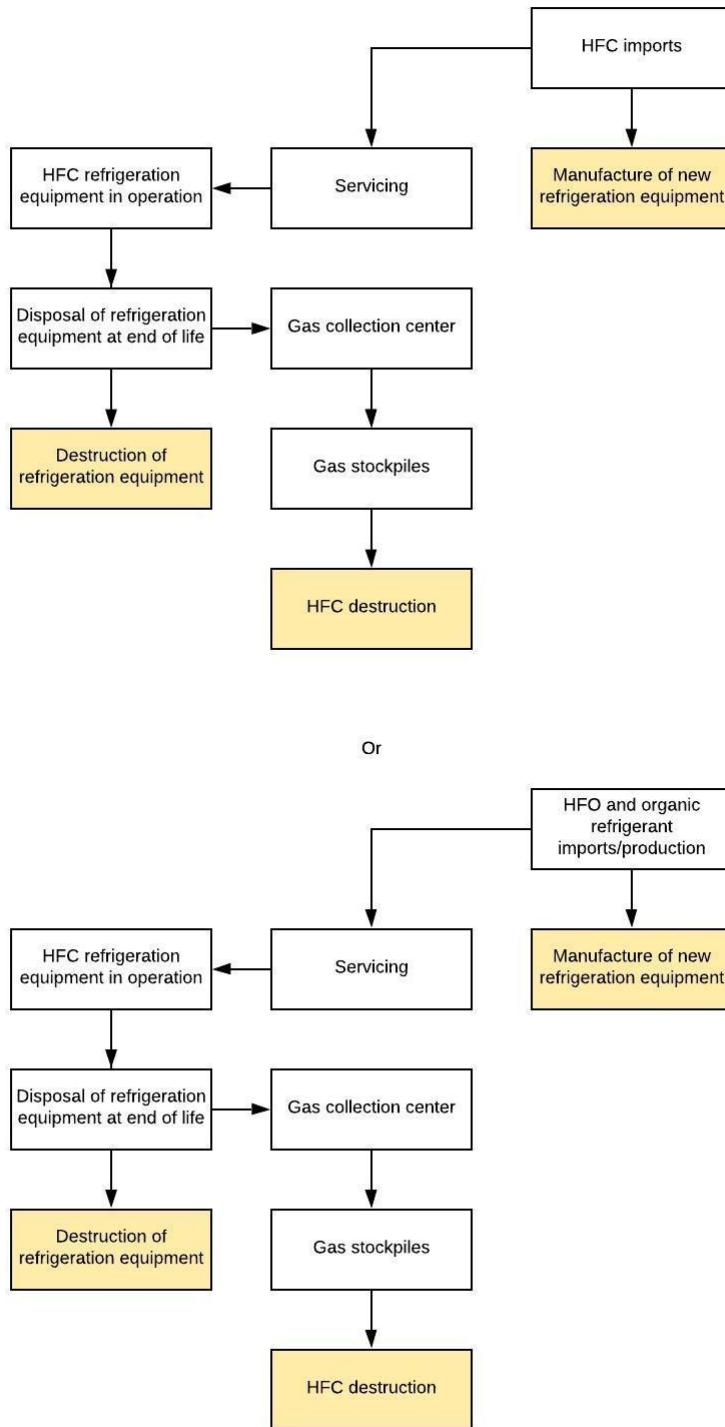 HFC imports
HFC refrigeration
equipment in operation
Servicing
Manufacture of new
refrigeration equipment
Disposal of refrigeration
equipment at end of life
Gas collection center
Destruction of
refrigeration equipment
Gas stockpiles
HFC destruction
Or
HFO and organic
refrigerant
imports/production
HFC refrigeration
equipment in operation
Servicing
Manufacture of new
refrigeration equipment
Disposal of refrigeration
equipment at end of life
Gas collection center
Destruction of
refrigeration equipment
Gas stockpiles
HFC destruction